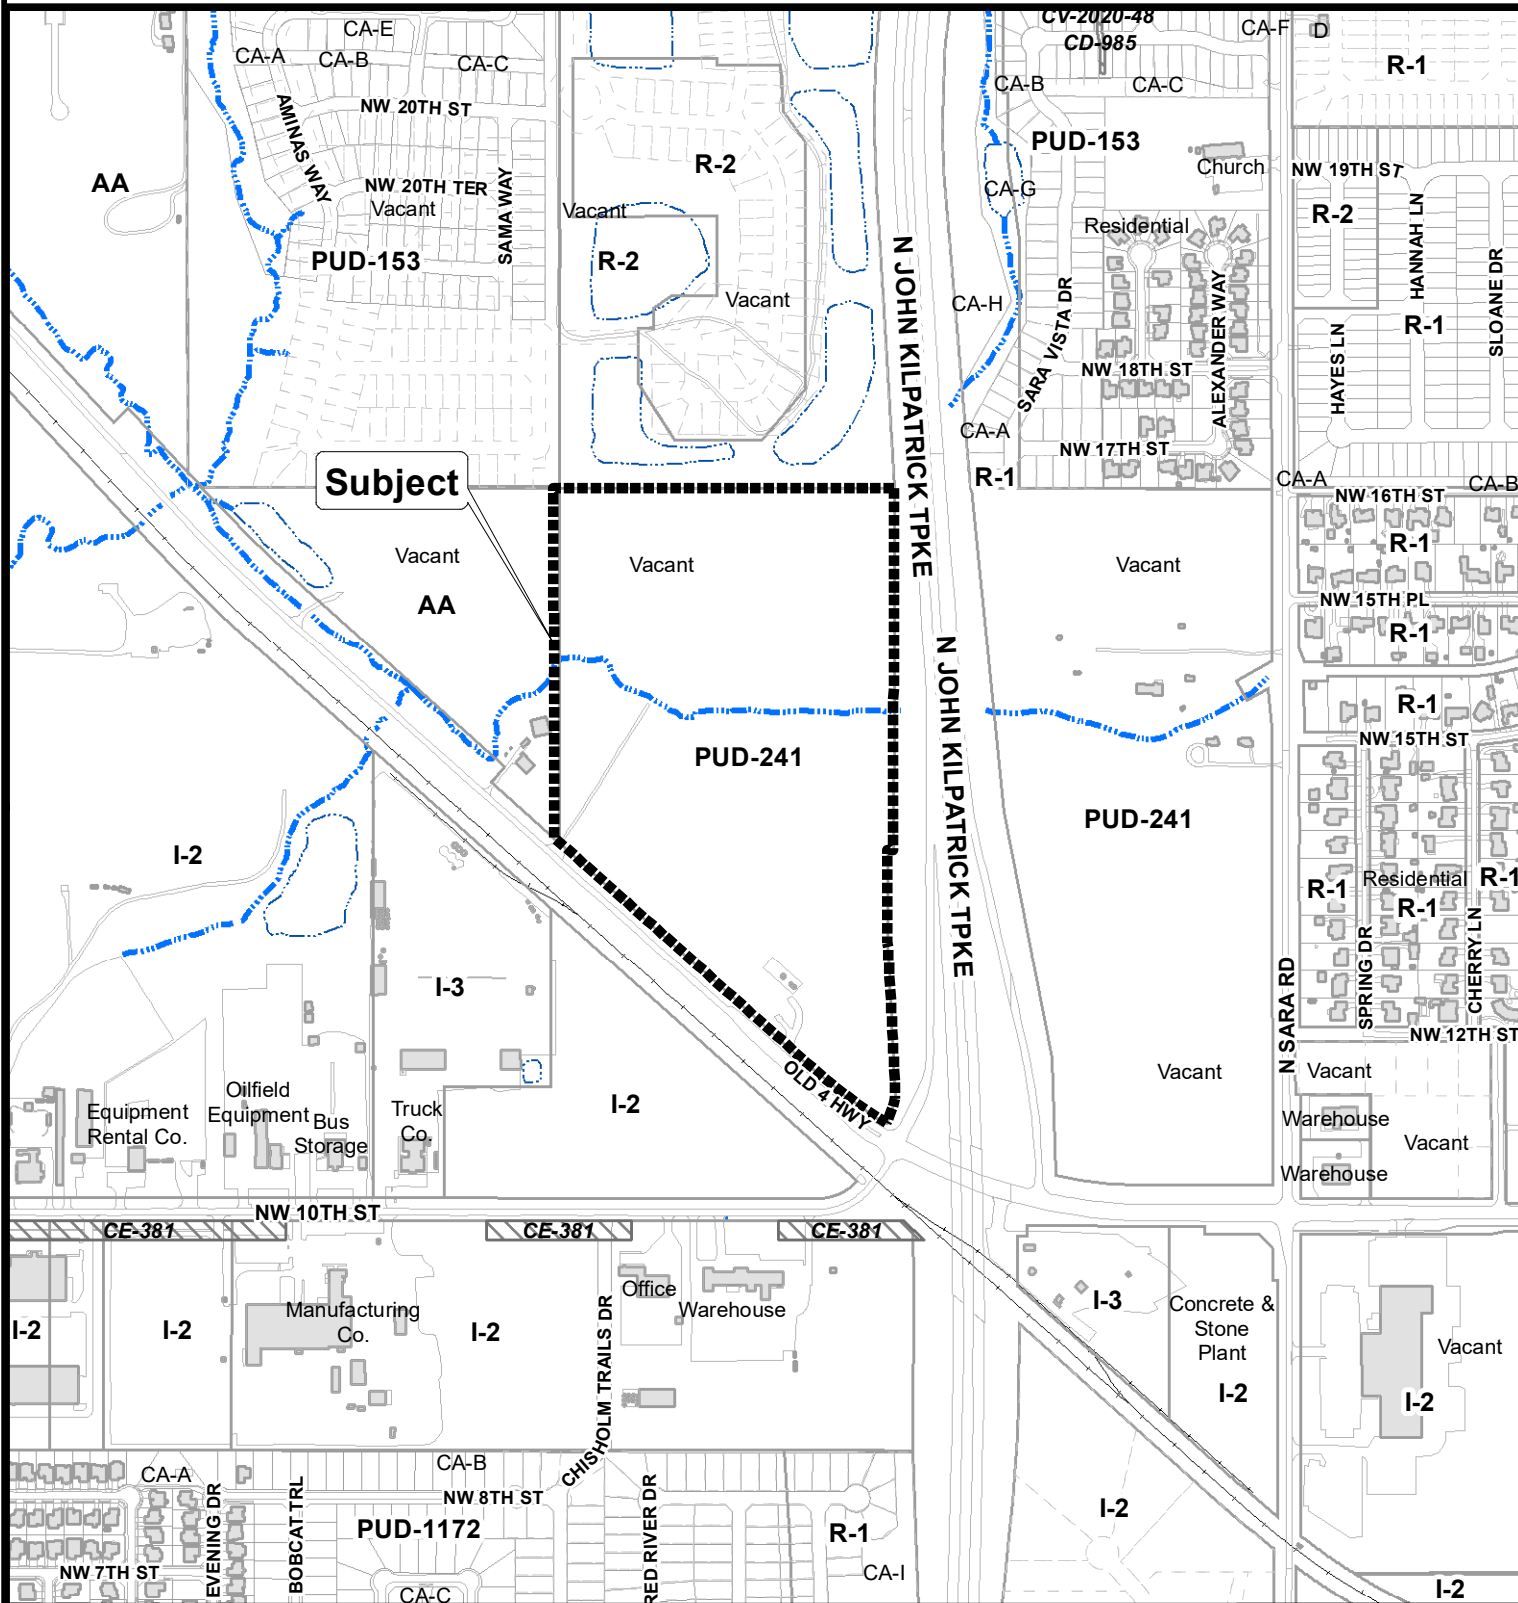 CV-2020-48
CD-985
CA-E
CA-A
CA-B
CA-C
CA-F
D
R-1
CA-B
CA-C
NW 20TH ST
AMINAS WAY
PUD-153
Church
R-2
AA
NW 20TH TER
Vacant
SAMA WAY
Vacant
CA-G
NW 19TH ST
R-2
HANNAH LN
SLOANE DR
Residential
PUD-153
R-2
Vacant
N JOHN KILPATRICK TPKE
CA-H
SARA VISTA DR
ALEXANDER WAY
NW 18TH ST
HAYES LN
R-1
CA-A
NW 17TH ST
R-1
Subject
CA-A
CA-B
NW 16TH ST
R-1
Vacant
AA
Vacant
Vacant
NW 15TH PL
R-1
R-1
NW 15TH ST
N JOHN KILPATRICK TPKE
PUD-241
PUD-241
I-2
Residential
R-1
R-1
R-1
SPRING DR
CHERRY LN
N SARA RD
NW 12TH ST
I-3
Vacant
Vacant
OLD 4 HWY
I-2
Equipment
Rental Co.
Oilfield
Equipment
Bus
Storage
Truck
Co.
Warehouse
Vacant
Warehouse
NW 10TH ST
CE-381
CE-381
CE-381
I-2
I-2
Manufacturing
Co.
I-2
CHISHOLM TRAILS DR
Office
Warehouse
I-3
Concrete &
Stone
Plant
I-2
Vacant
I-2
CA-A
CA-B
NW 8TH ST
EVENING DR
BOBCAT TRL
PUD-1172
RED RIVER DR
R-1
I-2
NW 7TH ST
CA-C
CA-I
I-2